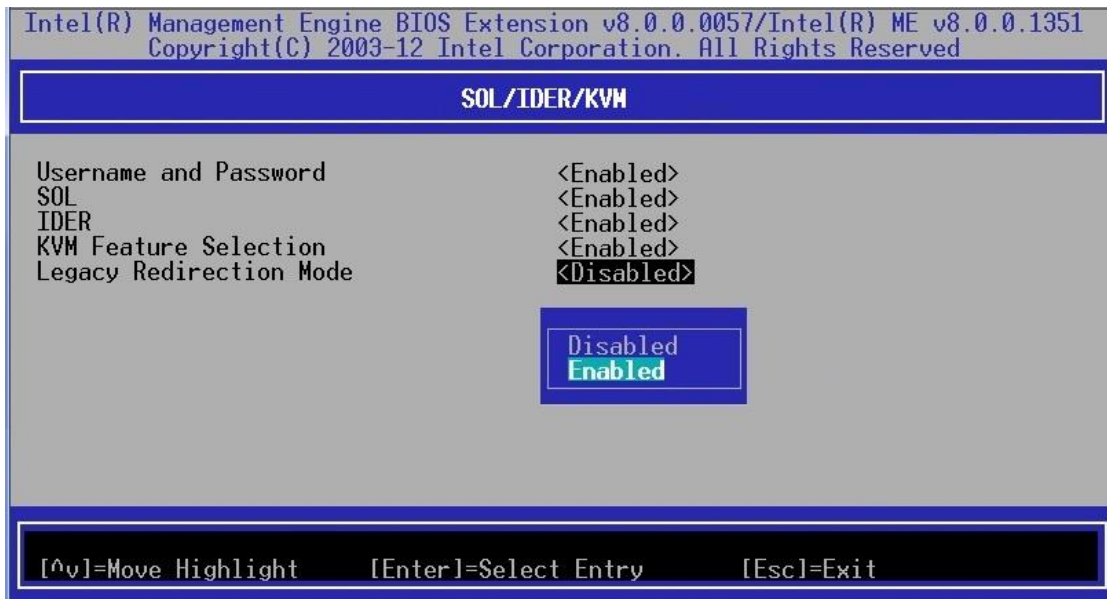 Intel(R) Management Engine BIOS Extension v8.0.0.0057/Intel(R) ME v8.0.0.1351
Copyright(C) 2003-12 Intel Corporation. All Rights Reserved
SOL/IDER/KVM
Username and Password <Enabled>
SOL <Enabled>
IDER <Enabled>
KVM Feature Selection <Enabled>
Legacy Redirection Mode <Disabled>
Disabled
Enabled
[^v]=Move Highlight [Enter]=Select Entry [Esc]=Exit